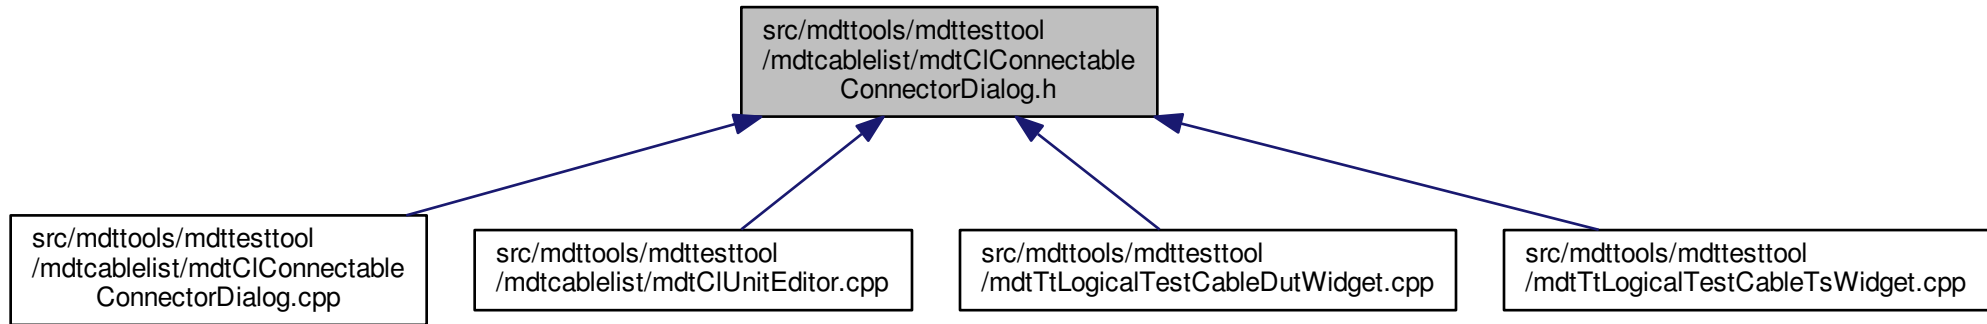 src/mdttools/mdttesttool
/mdtcablelist/mdtClConnectable
ConnectorDialog.h
src/mdttools/mdttesttool
/mdtcablelist/mdtClConnectable
ConnectorDialog.cpp
src/mdttools/mdttesttool
/mdtcablelist/mdtClUnitEditor.cpp
src/mdttools/mdttesttool
/mdtTtLogicalTestCableDutWidget.cpp
src/mdttools/mdttesttool
/mdtTtLogicalTestCableTsWidget.cpp